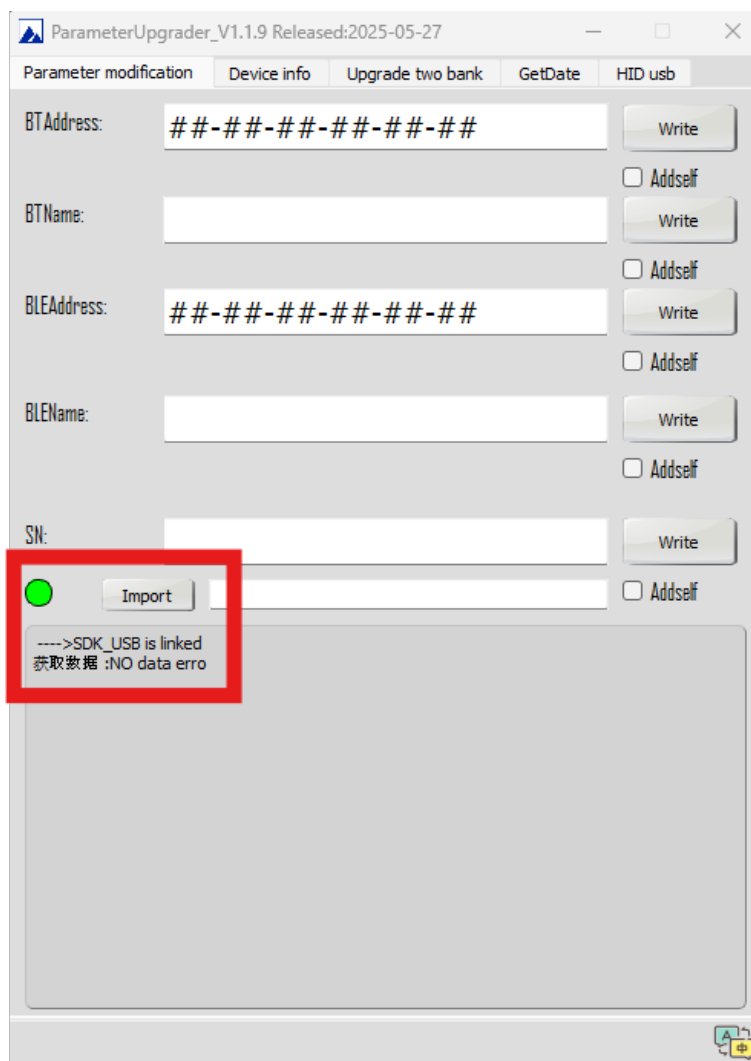 ParameterUpgrader_V1.1.9 Released:2025-05-27
Parameter modification Device info Upgrade two bank GetDate HID usb
BTAddress: ##-##-##-##-##-## Write
Addself
BTName: Write
Addself
BLEAddress: ##-##-##-##-##-## Write
Addself
BLEName: Write
Addself
SN: Write
Import Addself
---->SDK_USB is linked
获取数据 :NO data erro
A
中